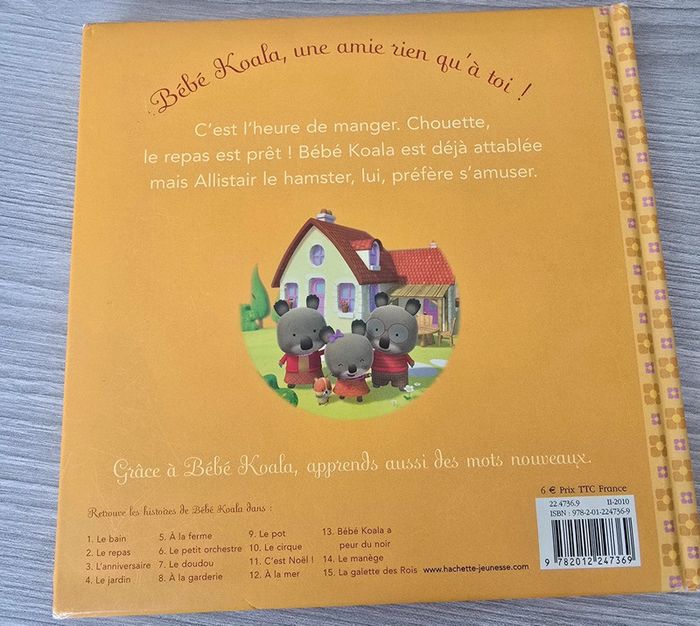 Bébé Koala, une amie rien qu'à toi !
C'est l'heure de manger. Chouette,
le repas est prêt ! Bébé Koala est déjà attablée
mais Allistair le hamster, lui, préfère s'amuser.
Grâce à Bébé Koala, apprends aussi des mots nouveaux.
Retrouve les histoires de Bébé Koala dans :
1. Le bain
2. Le repas
3. L'anniversaire
4. Le jardin
5. À la ferme
6. Le petit orchestre
7. Le doudou
8. À la garderie
9. Le pot
10. Le cirque
11. C'est Noël !
12. À la mer
13. Bébé Koala a
peur du noir
14. Le manège
15. La galette des Rois
www.hachette-jeunesse.com
6 € Prix TTC France
22.4736.9 II-2010
ISBN : 978-2-01-224736-9
9 782012 247369